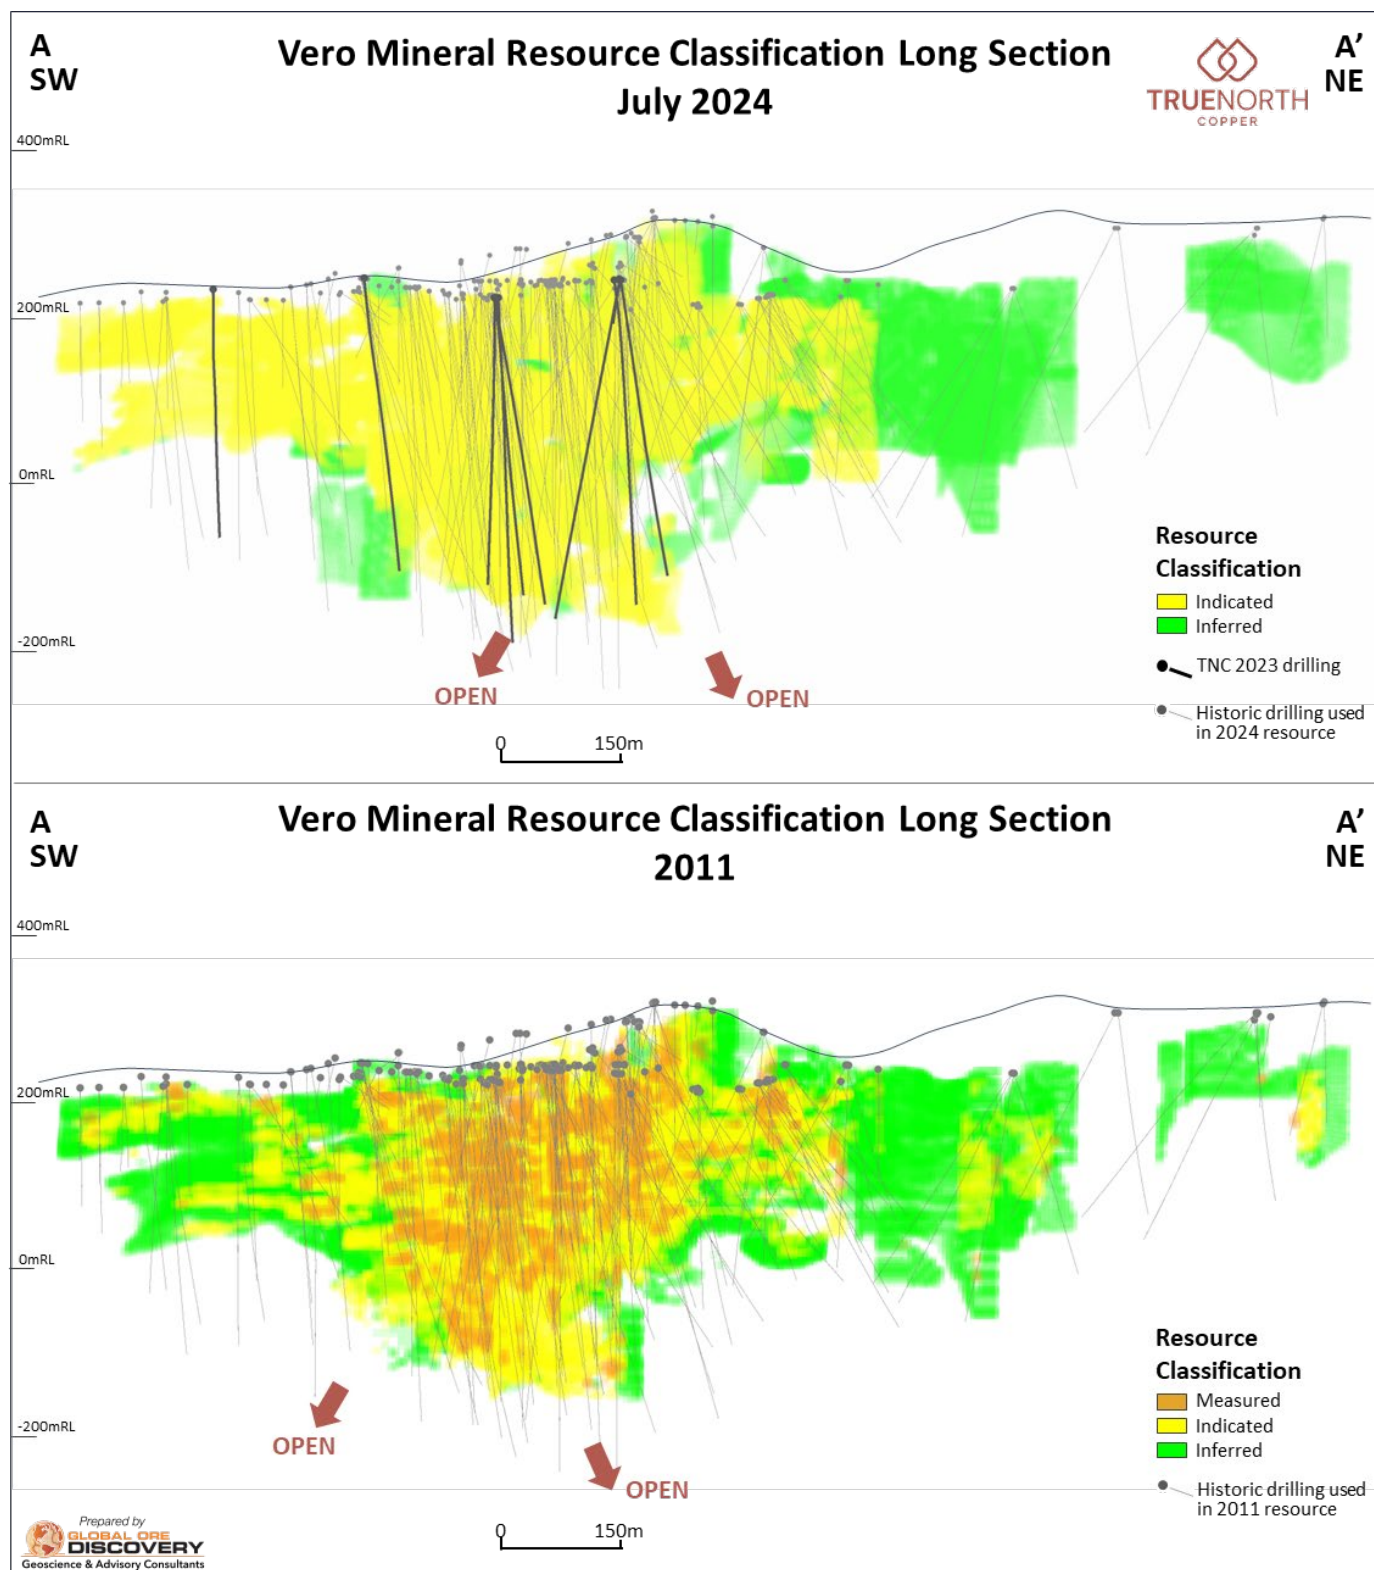 A
SW
Vero Mineral Resource Classification Long Section
July 2024
TRUENORTH
COPPER
A’
NE
400mRL
200mRL
0mRL
-200mRL
OPEN
OPEN
0 150m
Resource
Classification
Indicated
Inferred
TNC 2023 drilling
Historic drilling used
in 2024 resource
A
SW
Vero Mineral Resource Classification Long Section
2011
A’
NE
400mRL
200mRL
0mRL
-200mRL
OPEN
OPEN
0 150m
Resource
Classification
Measured
Indicated
Inferred
Historic drilling used
in 2011 resource
Prepared by
GLOBAL ORE
DISCOVERY
Geoscience & Advisory Consultants